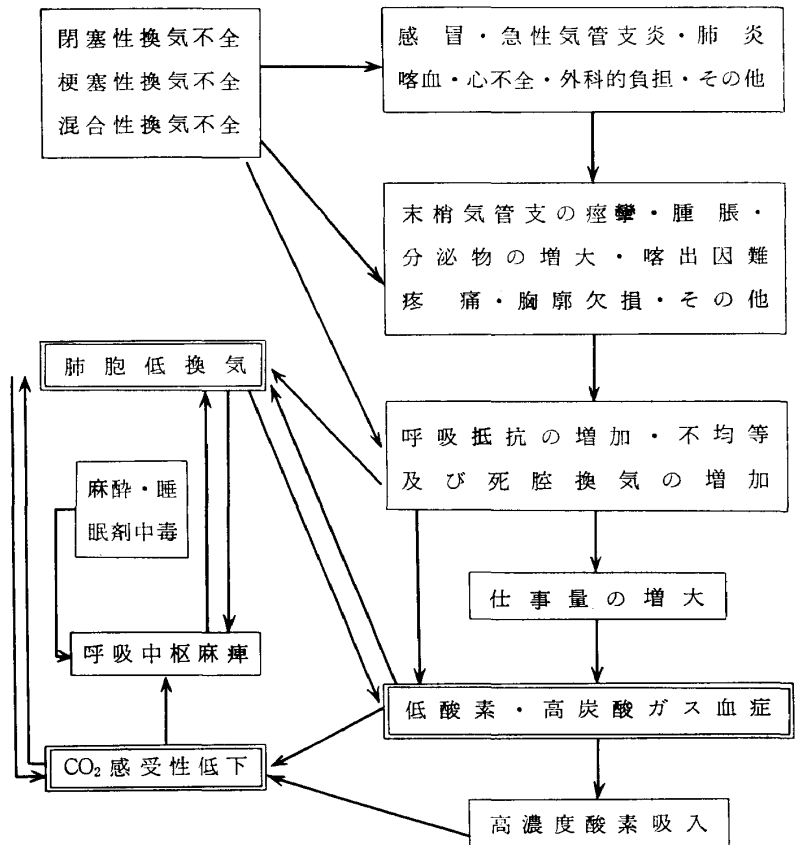 閉塞性換気不全
梗塞性換気不全
混合性換気不全
感冒・急性気管支炎・肺炎
喀血・心不全・外科的負担・その他
末梢気管支の痙攣・腫脹・
分泌物の増大・喀出困難
疼痛・胸廓欠損・その他
肺胞低換気
呼吸抵抗の増加・不均等
及び死腔換気の増加
麻酔・睡
眠剤中毒
仕事量の増大
呼吸中枢麻痺
低酸素・高炭酸ガス血症
CO₂感受性低下
高濃度酸素吸入